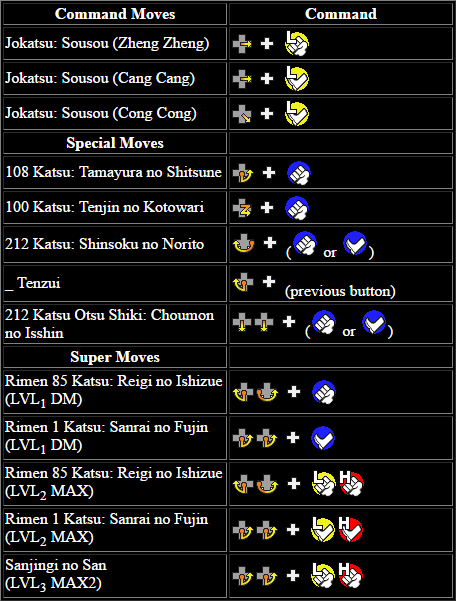 Command Moves Command
Jokatsu: Sousou (Zheng Zheng) + L
Jokatsu: Sousou (Cang Cang) + L
Jokatsu: Sousou (Cong Cong) + L
Special Moves
108 Katsu: Tamayura no Shitsune +
100 Katsu: Tenjin no Kotowari +
212 Katsu: Shinsoku no Norito + ( or )
_ Tenzui + (previous button)
212 Katsu Otsu Shiki: Choumon + ( or )
no Isshin
Super Moves
Rimen 85 Katsu: Reigi no Ishizue +
(LVL1 DM)
Rimen 1 Katsu: Sanrai no Fujin +
(LVL1 DM)
Rimen 85 Katsu: Reigi no Ishizue + L H
(LVL2 MAX)
Rimen 1 Katsu: Sanrai no Fujin + L H
(LVL2 MAX)
Sanjingi no San + L H
(LVL3 MAX2)